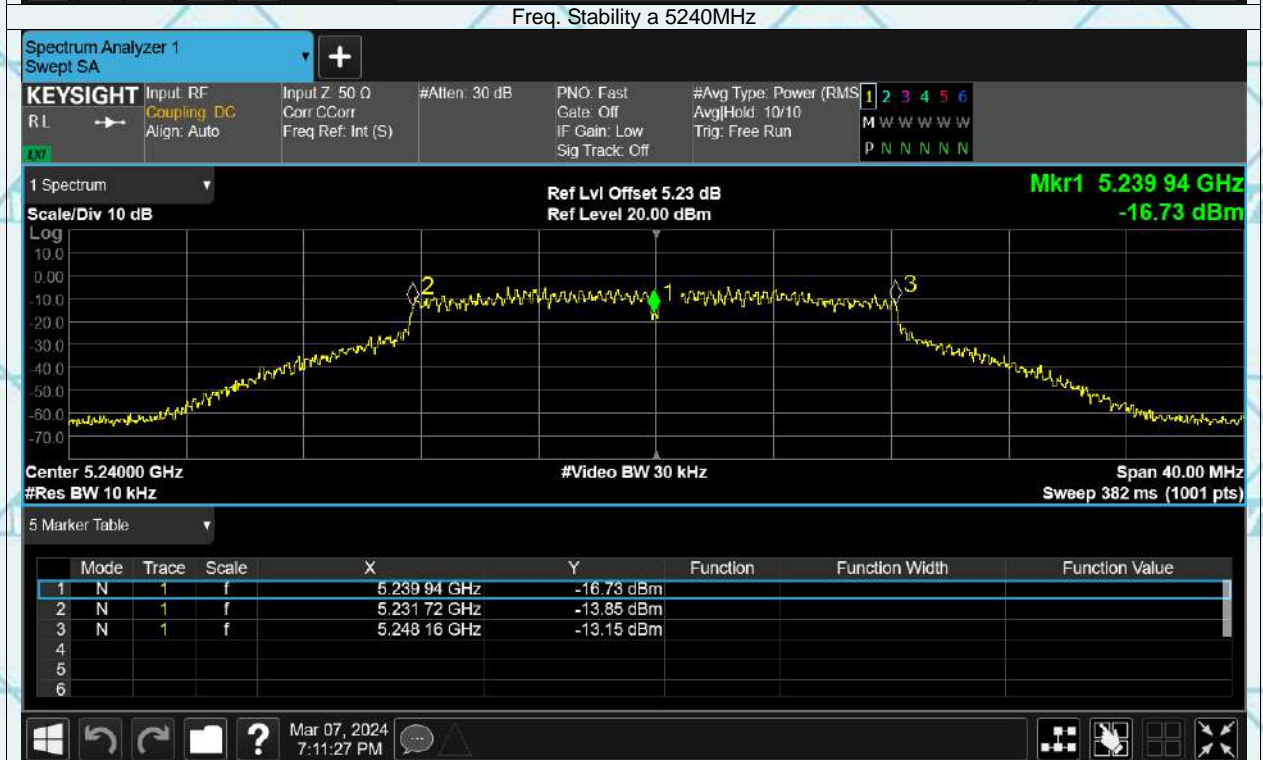 Freq. Stability a 5240MHz
Spectrum Analyzer 1
Swept SA
+
KEYSIGHT Input: RF Input Z: 50 Ω #Atten: 30 dB PNO: Fast #Avg Type: Power (RMS 1 2 3 4 5 6
RL Coupling: DC Corr CCorr Gate: Off Avg|Hold: 10/10 M W W W W W
Align: Auto Freq Ref: Int (S) IF Gain: Low Trig: Free Run
LXI Sig Track: Off P N N N N N
1 Spectrum
Ref Lvl Offset 5.23 dB Mkr1 5.239 94 GHz
Scale/Div 10 dB Ref Level 20.00 dBm -16.73 dBm
Log
10.0
0.00
-10.0
-20.0
-30.0
-40.0
-50.0
-60.0
-70.0
2 1 3
Center 5.24000 GHz #Video BW 30 kHz Span 40.00 MHz
#Res BW 10 kHz Sweep 382 ms (1001 pts)
5 Marker Table
Mode Trace Scale X Y Function Function Width Function Value
1 N 1 f 5.239 94 GHz -16.73 dBm
2 N 1 f 5.231 72 GHz -13.85 dBm
3 N 1 f 5.248 16 GHz -13.15 dBm
4
5
6
? Mar 07, 2024
7:11:27 PM